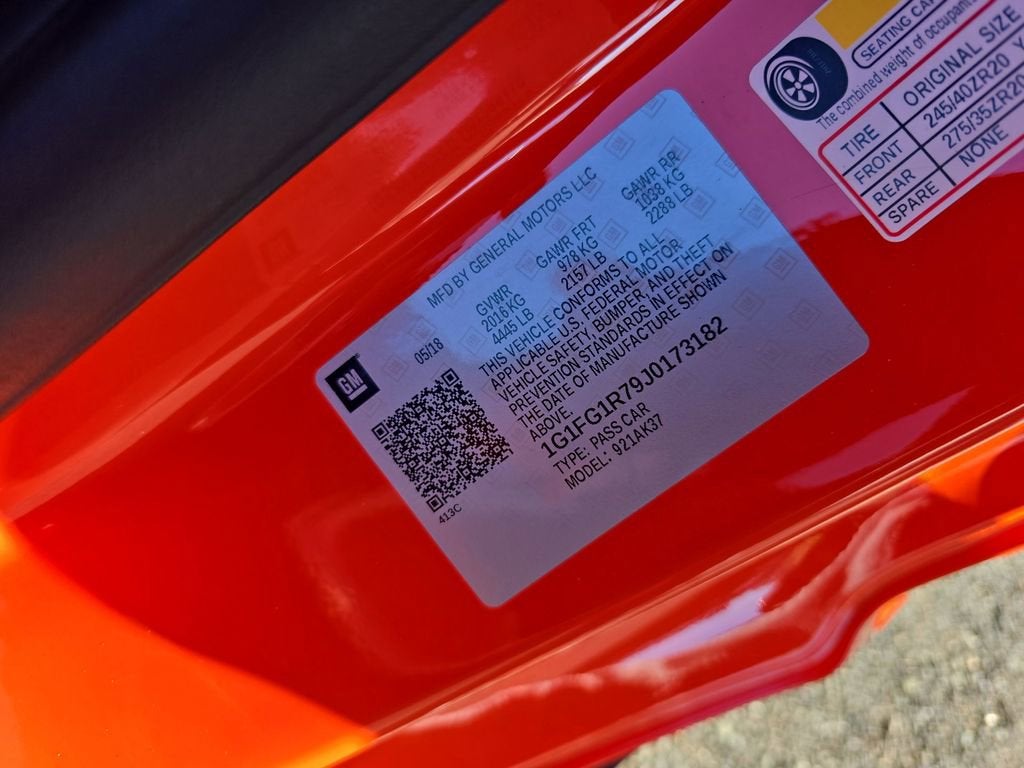 MFD BY GENERAL MOTORS LLC
05/18
GVWR GAWR FRT GAWR RR
2016KG 978 KG 1038 KG
4445 LB 2157 LB 2288 LB
THIS VEHICLE CONFORMS TO ALL
APPLICABLE U.S. FEDERAL MOTOR
VEHICLE SAFETY, BUMPER, AND THEFT
PREVENTION STANDARDS IN EFFECT ON
THE DATE OF MANUFACTURE SHOWN
ABOVE.
1G1FG1R79J0173182
TYPE: PASS CAR
MODEL: 921AK37
GM
413C
SEATING
The combined weight of occupants
TIRE ORIGINAL SIZE
FRONT 245/40ZR20 Y
REAR 275/35ZR20
SPARE NONE